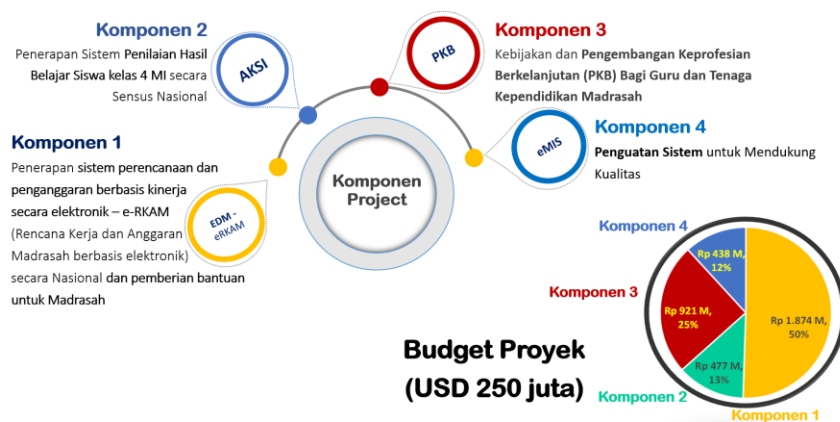 Komponen 2
Penerapan Sistem Penilaian Hasil
Belajar Siswa kelas 4 MI secara
Sensus Nasional
AKSI
PKB
Komponen 3
Kebijakan dan Pengembangan Keprofesian
Berkelanjutan (PKB) Bagi Guru dan Tenaga
Kependidikan Madrasah
Komponen 1
Penerapan sistem perencanaan dan
penganggaran berbasis kinerja
secara elektronik – e-RKAM
(Rencana Kerja dan Anggaran
Madrasah berbasis elektronik)
secara Nasional dan pemberian bantuan
untuk Madrasah
EDM -
eRKAM
Komponen
Project
eMIS
Komponen 4
Penguatan Sistem untuk Mendukung
Kualitas
Budget Proyek
(USD 250 juta)
Komponen 4
Rp 438 M,
12%
Komponen 3
Rp 921 M,
25%
Rp 1.874 M,
50%
Rp 477 M,
13%
Komponen 2
Komponen 1